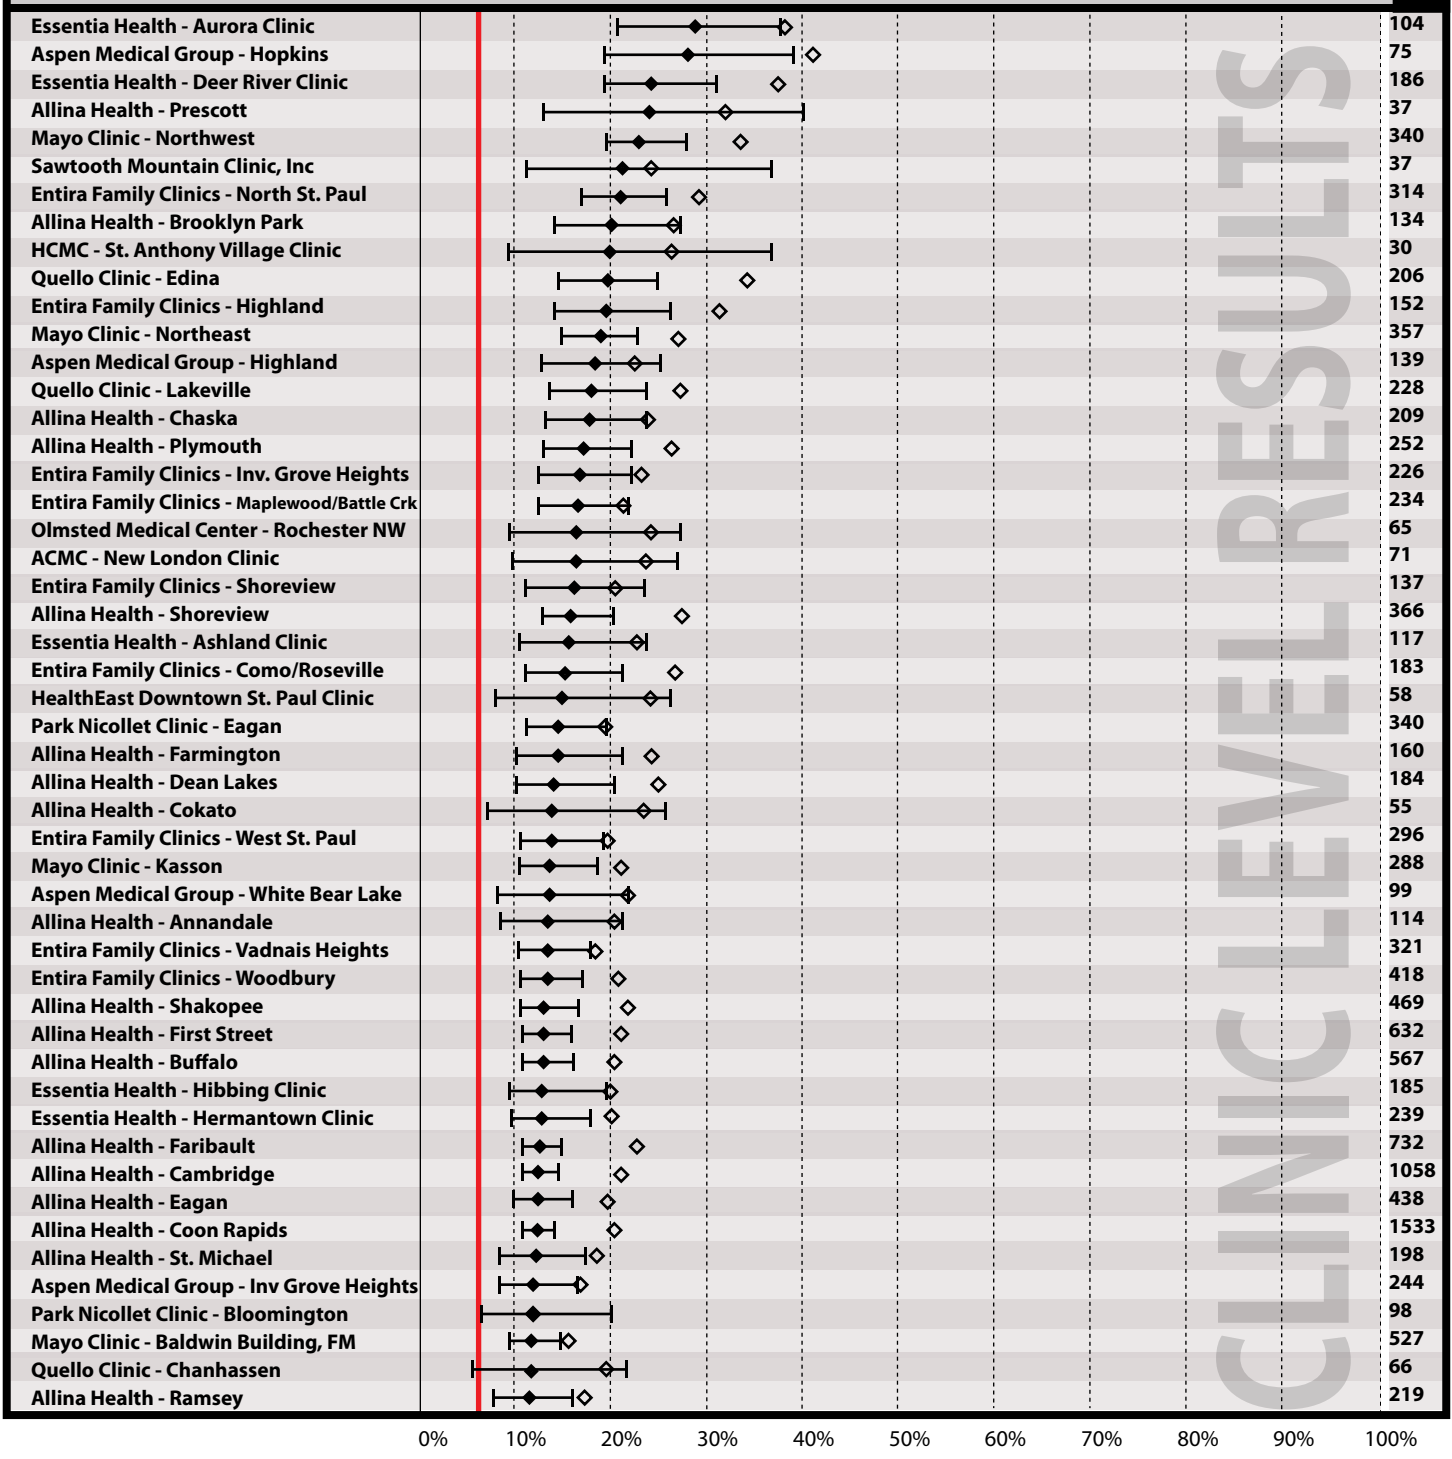 Essentia Health - Aurora Clinic 104
Aspen Medical Group - Hopkins 75
Essentia Health - Deer River Clinic 186
Allina Health - Prescott 37
Mayo Clinic - Northwest 340
Sawtooth Mountain Clinic, Inc 37
Entira Family Clinics - North St. Paul 314
Allina Health - Brooklyn Park 134
HCMC - St. Anthony Village Clinic 30
Quello Clinic - Edina 206
Entira Family Clinics - Highland 152
Mayo Clinic - Northeast 357
Aspen Medical Group - Highland 139
Quello Clinic - Lakeville 228
Allina Health - Chaska 209
Allina Health - Plymouth 252
Entira Family Clinics - Inv. Grove Heights 226
Entira Family Clinics - Maplewood/Battle Crk 234
Olmsted Medical Center - Rochester NW 65
ACMC - New London Clinic 71
Entira Family Clinics - Shoreview 137
Allina Health - Shoreview 366
Essentia Health - Ashland Clinic 117
Entira Family Clinics - Como/Roseville 183
HealthEast Downtown St. Paul Clinic 58
Park Nicollet Clinic - Eagan 340
Allina Health - Farmington 160
Allina Health - Dean Lakes 184
Allina Health - Cokato 55
Entira Family Clinics - West St. Paul 296
Mayo Clinic - Kasson 288
Aspen Medical Group - White Bear Lake 99
Allina Health - Annandale 114
Entira Family Clinics - Vadnais Heights 321
Entira Family Clinics - Woodbury 418
Allina Health - Shakopee 469
Allina Health - First Street 632
Allina Health - Buffalo 567
Essentia Health - Hibbing Clinic 185
Essentia Health - Hermantown Clinic 239
Allina Health - Faribault 732
Allina Health - Cambridge 1058
Allina Health - Eagan 438
Allina Health - Coon Rapids 1533
Allina Health - St. Michael 198
Aspen Medical Group - Inv Grove Heights 244
Park Nicollet Clinic - Bloomington 98
Mayo Clinic - Baldwin Building, FM 527
Quello Clinic - Chanhassen 66
Allina Health - Ramsey 219
0% 10% 20% 30% 40% 50% 60% 70% 80% 90% 100%
CLINIC LEVEL RESULTS